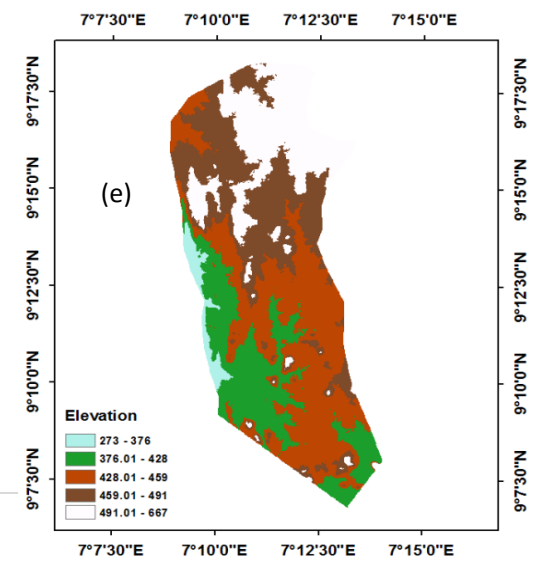 7°7'30"E 7°10'0"E 7°12'30"E 7°15'0"E
9°17'30"N 9°17'30"N
9°15'0"N 9°15'0"N
(e)
9°12'30"N 9°12'30"N
9°10'0"N 9°10'0"N
Elevation
273 - 376
376.01 - 428
428.01 - 459
459.01 - 491
491.01 - 667
9°7'30"N 9°7'30"N
7°7'30"E 7°10'0"E 7°12'30"E 7°15'0"E